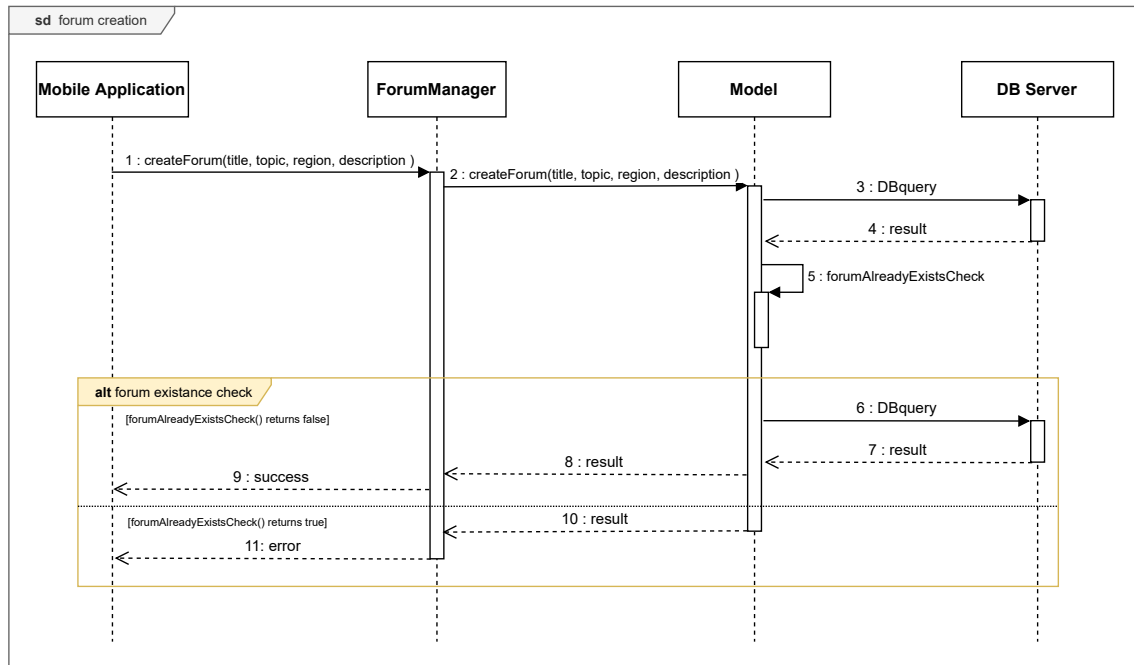 sd forum creation
Mobile Application
ForumManager
Model
DB Server
1 : createForum(title, topic, region, description )
2 : createForum(title, topic, region, description )
3 : DBquery
4 : result
5 : forumAlreadyExistsCheck
alt forum existance check
[forumAlreadyExistsCheck() returns false]
6 : DBquery
7 : result
8 : result
9 : success
[forumAlreadyExistsCheck() returns true]
10 : result
11: error